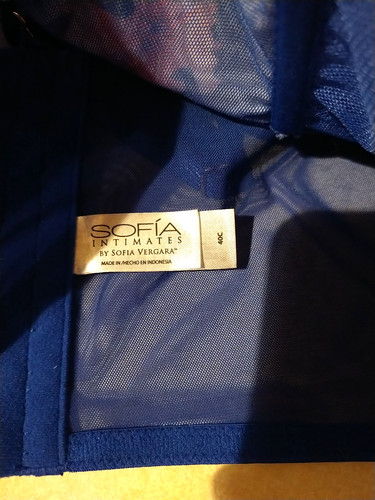 SOFÍA
INTIMATES
BY SOFIA VERGARA™
MADE IN /HECHO EN INDONESIA
40C